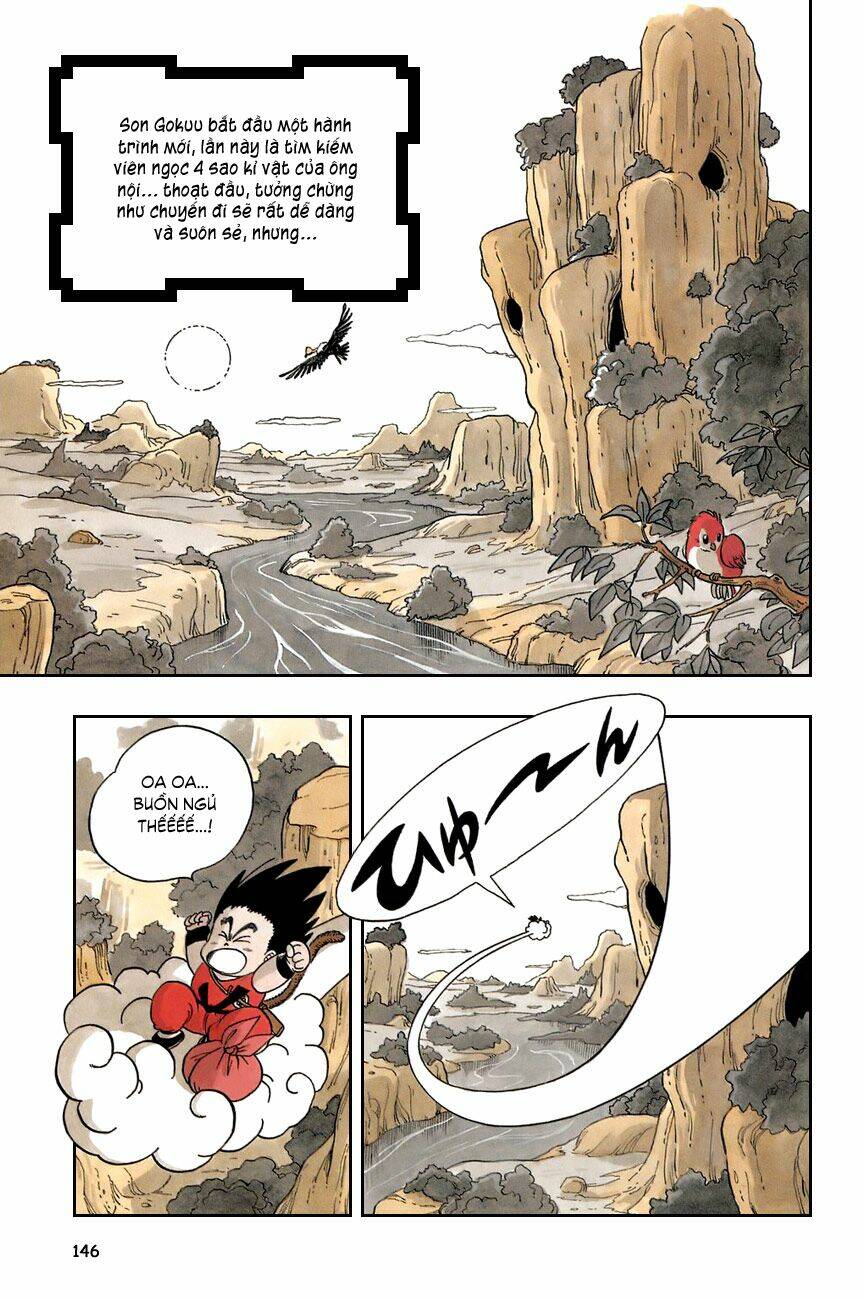 Son Gokuu bắt đầu một hành
trình mới, lần này là tìm kiếm
viên ngọc 4 sao kỉ vật của ông
nội... thoạt đầu, tưởng chừng
như chuyến đi sẽ rất dễ dàng
và suôn sẻ, nhưng...
ひゅ〜ん
OA OA...
BUỒN NGỦ
THẾẾẾẾ...!
146